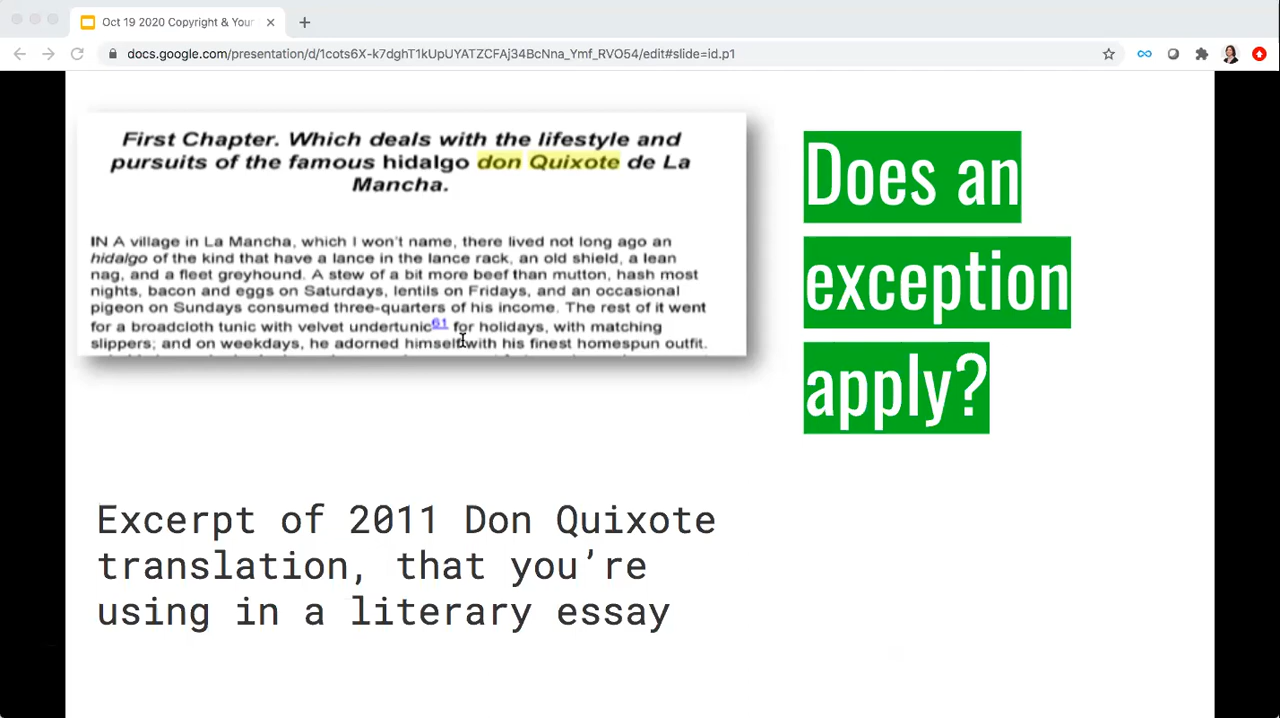 Oct 19 2020 Copyright & Your
docs.google.com/presentation/d/1cots6X-k7dghT1kUpUYATZCFAj34BcNna_Ymf_RVO54/edit#slide=id.p1
First Chapter. Which deals with the lifestyle and
pursuits of the famous hidalgo don Quixote de La
Mancha.
IN A village in La Mancha, which I won't name, there lived not long ago an
hidalgo of the kind that have a lance in the lance rack, an old shield, a lean
nag, and a fleet greyhound. A stew of a bit more beef than mutton, hash most
nights, bacon and eggs on Saturdays, lentils on Fridays, and an occasional
pigeon on Sundays consumed three-quarters of his income. The rest of it went
for a broadcloth tunic with velvet undertunic61 for holidays, with matching
slippers; and on weekdays, he adorned himself with his finest homespun outfit.
Does an
exception
apply?
Excerpt of 2011 Don Quixote
translation, that you’re
using in a literary essay